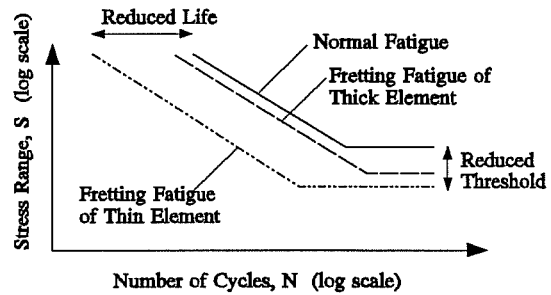 Reduced Life
Normal Fatigue
Fretting Fatigue of
Thick Element
Stress Range, S (log scale)
Reduced
Threshold
Fretting Fatigue
of Thin Element
Number of Cycles, N (log scale)